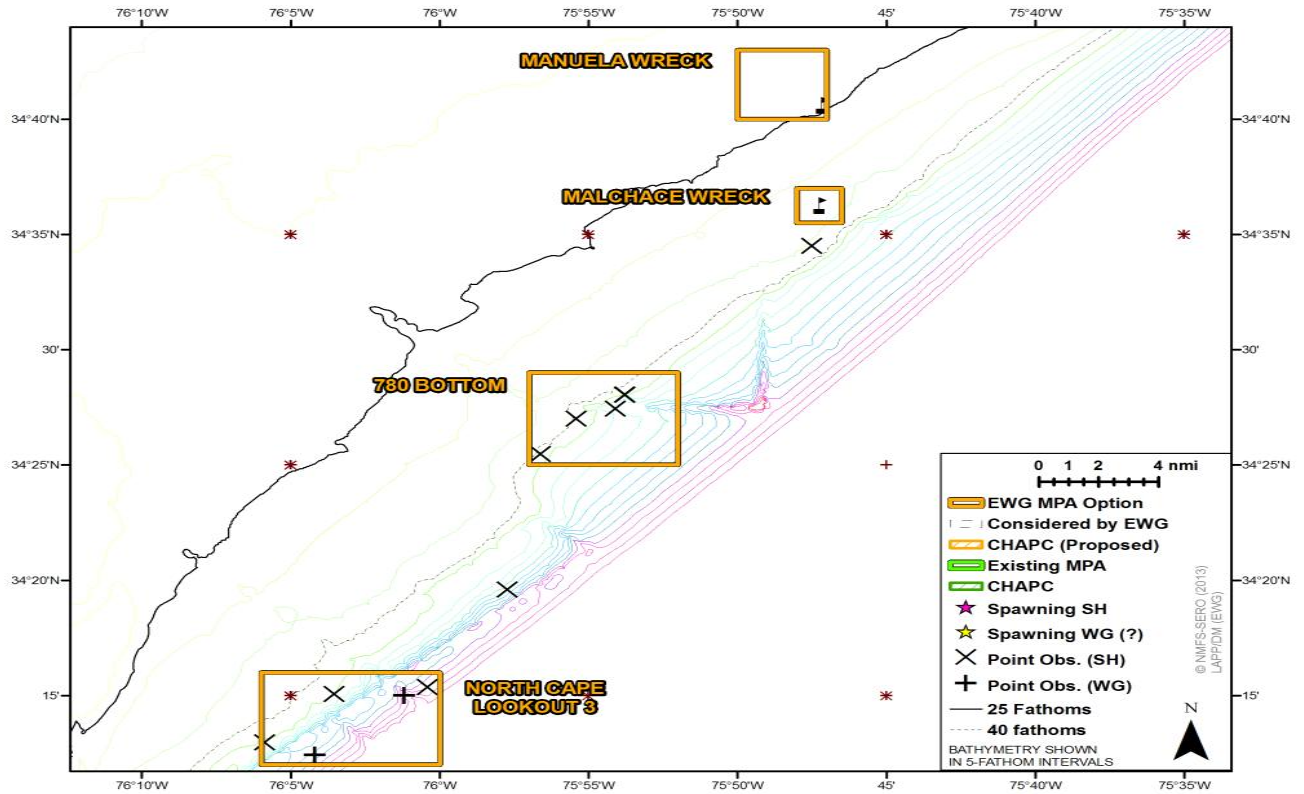 76°10'W 76°5'W 76°0'W 75°55'W 75°50'W 45' 75°40'W 75°35'W
MANUELA WRECK
34°40'N 34°40'N
MALCHACE WRECK
34°35'N 34°35'N
30' 30'
780 BOTTOM
34°25'N 34°25'N
0 1 2 4 nmi
EWG MPA Option
Considered by EWG
CHAPC (Proposed)
Existing MPA
CHAPC
Spawning SH
Spawning WG (?)
Point Obs. (SH)
Point Obs. (WG)
25 Fathoms
40 fathoms
BATHYMETRY SHOWN
IN 5-FATHOM INTERVALS
N
© NMFS-SERO (2013)
LAPP/DM (EWG)
34°20'N 34°20'N
NORTH CAPE
LOOKOUT 3
15' 15'
76°10'W 76°5'W 76°0'W 75°55'W 75°50'W 45' 75°40'W 75°35'W